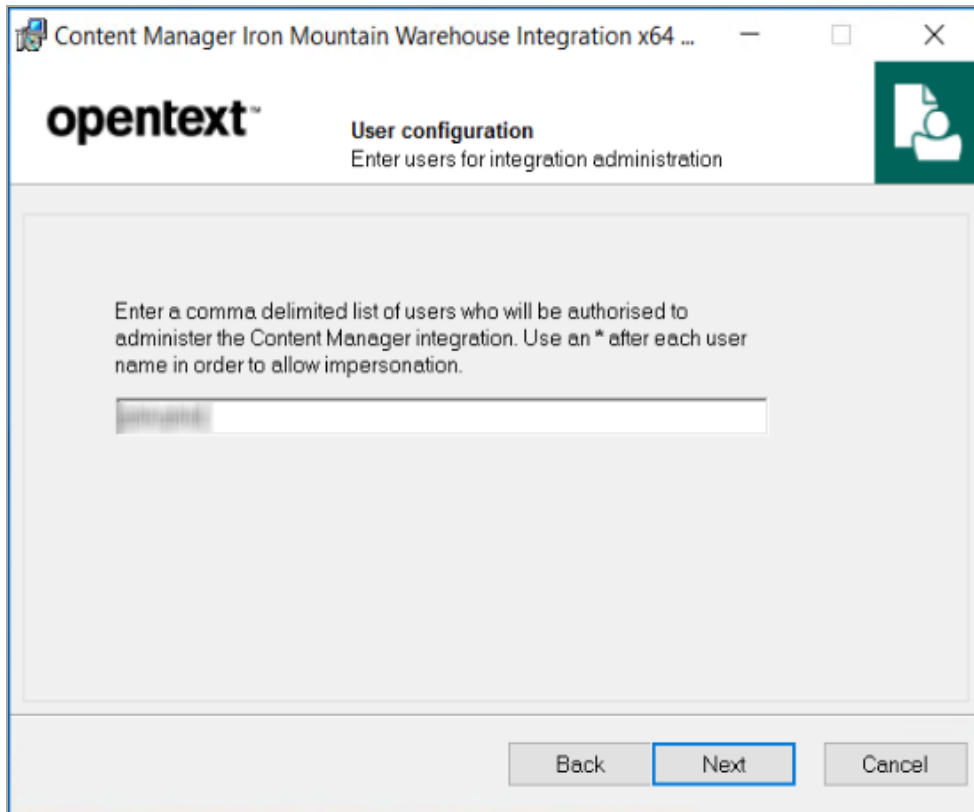 Content Manager Iron Mountain Warehouse Integration x64 ...
opentext™
User configuration
Enter users for integration administration
Enter a comma delimited list of users who will be authorised to
administer the Content Manager integration. Use an * after each user
name in order to allow impersonation.
Back
Next
Cancel